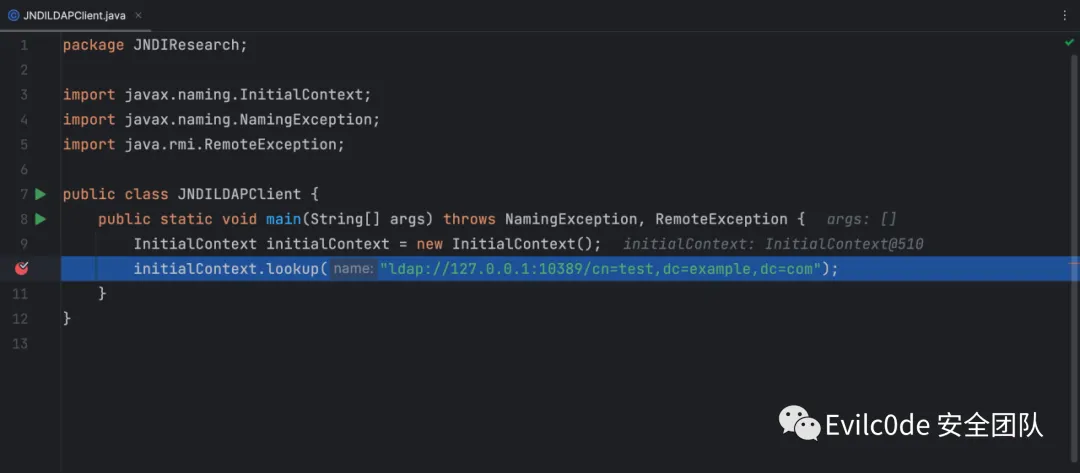 JNDILDAPClient.java ×
1 package JNDIResearch;
2
3 import javax.naming.InitialContext;
4 import javax.naming.NamingException;
5 import java.rmi.RemoteException;
6
7 public class JNDILDAPClient {
8 public static void main(String[] args) throws NamingException, RemoteException { args: []
9 InitialContext initialContext = new InitialContext(); initialContext: InitialContext@510
initialContext.lookup( name: "ldap://127.0.0.1:10389/cn=test,dc=example,dc=com");
11 }
12 }
13
Evilc0de 安全团队